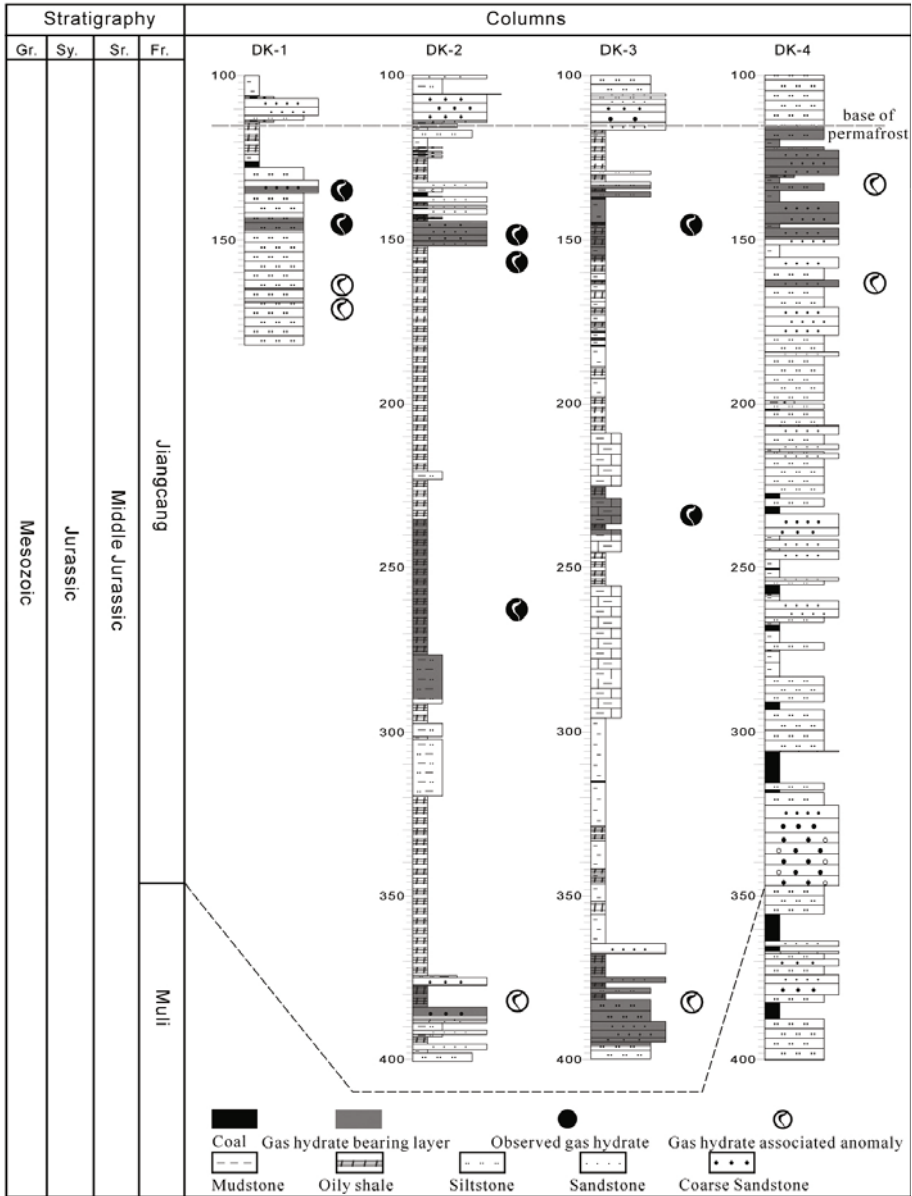 Stratigraphy Columns
Gr. Sy. Sr. Fr. DK-1 DK-2 DK-3 DK-4
100 100 100 100
base of
permafrost
150 150 150 150
200 200 200
250 250 250
300 300 300
350 350 350
400 400 400
Mesozoic
Jurassic
Middle Jurassic
Jiangcang
Muli
Coal Gas hydrate bearing layer Observed gas hydrate Gas hydrate associated anomaly
Mudstone Oily shale Siltstone Sandstone Coarse Sandstone